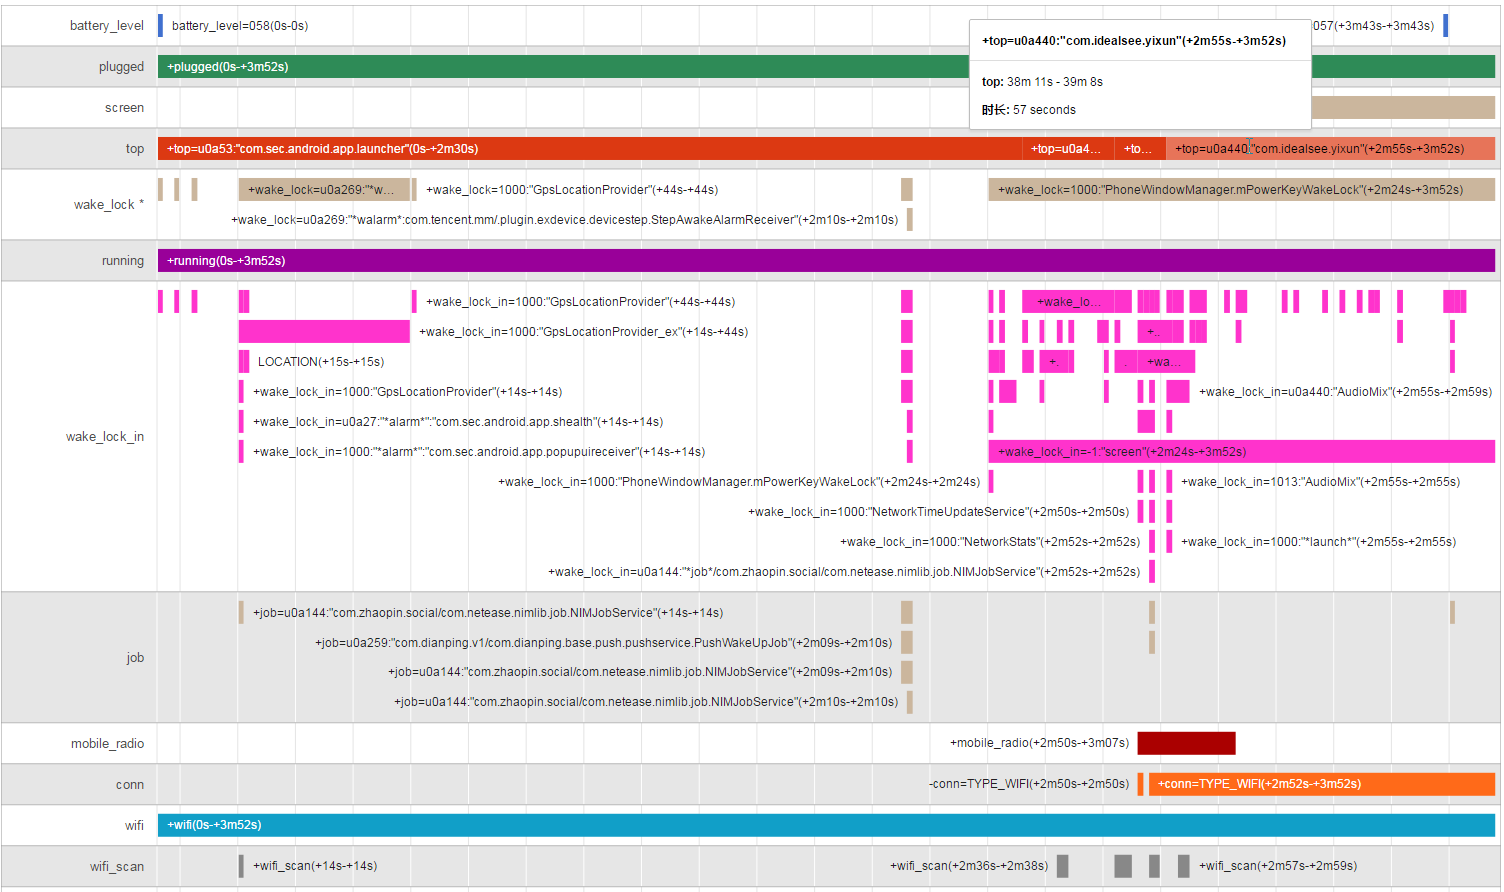 battery_level
battery_level=058(0s-0s)
057(+3m43s-+3m43s)
+top=u0a440:"com.idealsee.yixun"(+2m55s-+3m52s)
top: 38m 11s - 39m 8s
时长: 57 seconds
plugged
+plugged(0s-+3m52s)
screen
top
+top=u0a53:"com.sec.android.app.launcher"(0s-+2m30s)
+top=u0a4...
+to...
+top=u0a440:"com.idealsee.yixun"(+2m55s-+3m52s)
wake_lock *
+wake_lock=u0a269:"*w...
+wake_lock=1000:"GpsLocationProvider"(+44s-+44s)
+wake_lock=1000:"PhoneWindowManager.mPowerKeyWakeLock"(+2m24s-+3m52s)
+wake_lock=u0a269:"*walarm*:com.tencent.mm/.plugin.exdevice.devicestep.StepAwakeAlarmReceiver"(+2m10s-+2m10s)
running
+running(0s-+3m52s)
wake_lock_in
+wake_lock_in=1000:"GpsLocationProvider"(+44s-+44s)
+wake_lo...
+wake_lock_in=1000:"GpsLocationProvider_ex"(+14s-+44s)
+..
LOCATION(+15s-+15s)
+.
.
+wa...
+wake_lock_in=1000:"GpsLocationProvider"(+14s-+14s)
+wake_lock_in=u0a440:"AudioMix"(+2m55s-+2m59s)
+wake_lock_in=u0a27:"*alarm*":"com.sec.android.app.shealth"(+14s-+14s)
+wake_lock_in=1000:"*alarm*":"com.sec.android.app.popupuireceiver"(+14s-+14s)
+wake_lock_in=-1:"screen"(+2m24s-+3m52s)
+wake_lock_in=1000:"PhoneWindowManager.mPowerKeyWakeLock"(+2m24s-+2m24s)
+wake_lock_in=1013:"AudioMix"(+2m55s-+2m55s)
+wake_lock_in=1000:"NetworkTimeUpdateService"(+2m50s-+2m50s)
+wake_lock_in=1000:"NetworkStats"(+2m52s-+2m52s)
+wake_lock_in=1000:"*launch*"(+2m55s-+2m55s)
+wake_lock_in=u0a144:"*job*/com.zhaopin.social/com.netease.nimlib.job.NIMJobService"(+2m52s-+2m52s)
job
+job=u0a144:"com.zhaopin.social/com.netease.nimlib.job.NIMJobService"(+14s-+14s)
+job=u0a259:"com.dianping.v1/com.dianping.base.push.pushservice.PushWakeUpJob"(+2m09s-+2m10s)
+job=u0a144:"com.zhaopin.social/com.netease.nimlib.job.NIMJobService"(+2m09s-+2m10s)
+job=u0a144:"com.zhaopin.social/com.netease.nimlib.job.NIMJobService"(+2m10s-+2m10s)
mobile_radio
+mobile_radio(+2m50s-+3m07s)
conn
-conn=TYPE_WIFI(+2m50s-+2m50s)
+conn=TYPE_WIFI(+2m52s-+3m52s)
wifi
+wifi(0s-+3m52s)
wifi_scan
+wifi_scan(+14s-+14s)
+wifi_scan(+2m36s-+2m38s)
+wifi_scan(+2m57s-+2m59s)